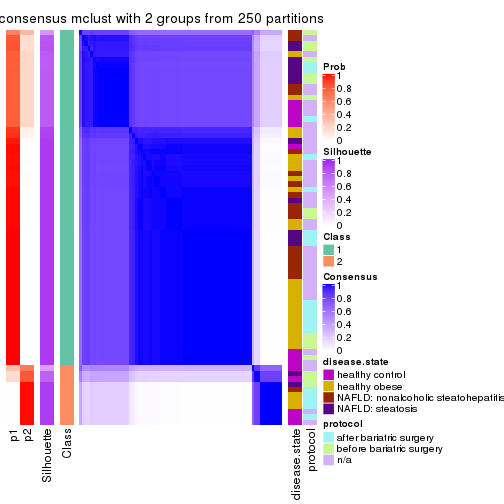 consensus mclust with 2 groups from 250 partitions
Prob
1
0.8
0.6
0.4
0.2
0
Silhouette
1
0.8
0.6
0.4
0.2
0
Class
1
2
Consensus
1
0.8
0.6
0.4
0.2
0
disease.state
healthy control
healthy obese
NAFLD: nonalcoholic steatohepatitis
NAFLD: steatosis
protocol
after bariatric surgery
before bariatric surgery
n/a
p1
p2
Silhouette
Class
disease.state
protocol